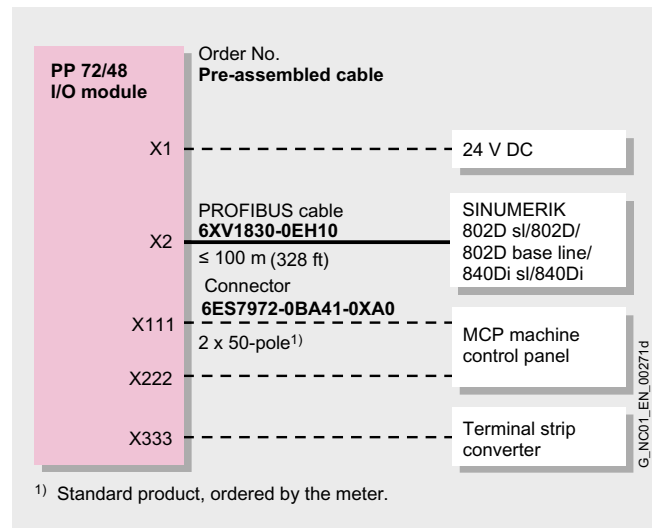 PP 72/48
I/O module
Order No.
Pre-assembled cable
X1
24 V DC
X2
PROFIBUS cable
6XV1830-0EH10
≤ 100 m (328 ft)
Connector
6ES7972-0BA41-0XA0
SINUMERIK
802D sl/802D/
802D base line/
840Di sl/840Di
X111
2 x 50-pole1)
X222
MCP machine
control panel
X333
Terminal strip
converter
G_NC01_EN_00271d
1) Standard product, ordered by the meter.